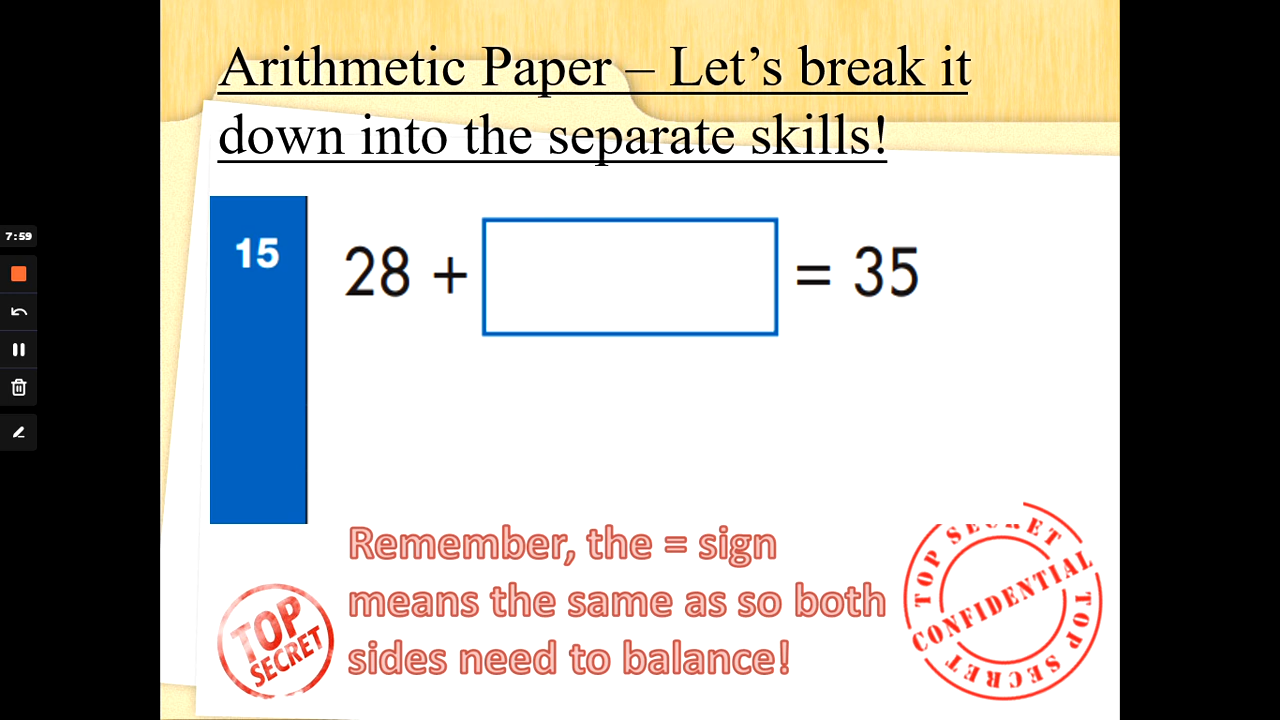 Arithmetic Paper – Let’s break it
down into the separate skills!
7:59
15
28 + = 35
Remember, the = sign
means the same as so both
sides need to balance!
TOP
SECRET
TOP SECRET
CONFIDENTIAL
TOP SECRET